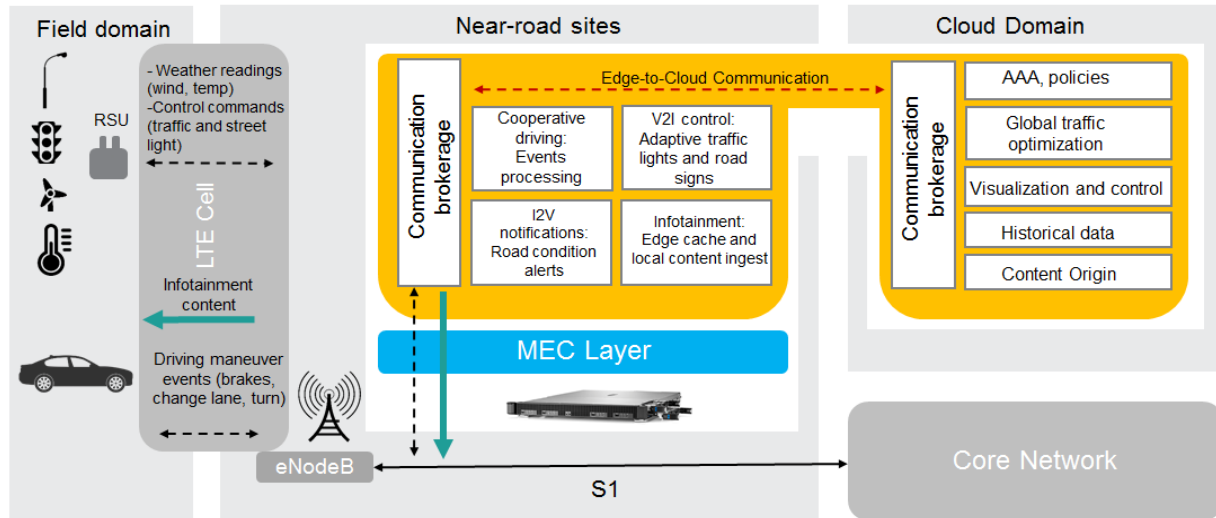 Field domain
- Weather readings
(wind, temp)
-Control commands
(traffic and street
light)
RSU
LTE Cell
Infotainment
content
Driving maneuver
events (brakes,
change lane, turn)
Near-road sites
Communication
brokerage
Edge-to-Cloud Communication
Cooperative
driving:
Events
processing
V2I control:
Adaptive traffic
lights and road
signs
I2V
notifications:
Road condition
alerts
Infotainment:
Edge cache and
local content ingest
MEC Layer
eNodeB
S1
Cloud Domain
Communication
brokerage
AAA, policies
Global traffic
optimization
Visualization and control
Historical data
Content Origin
Core Network